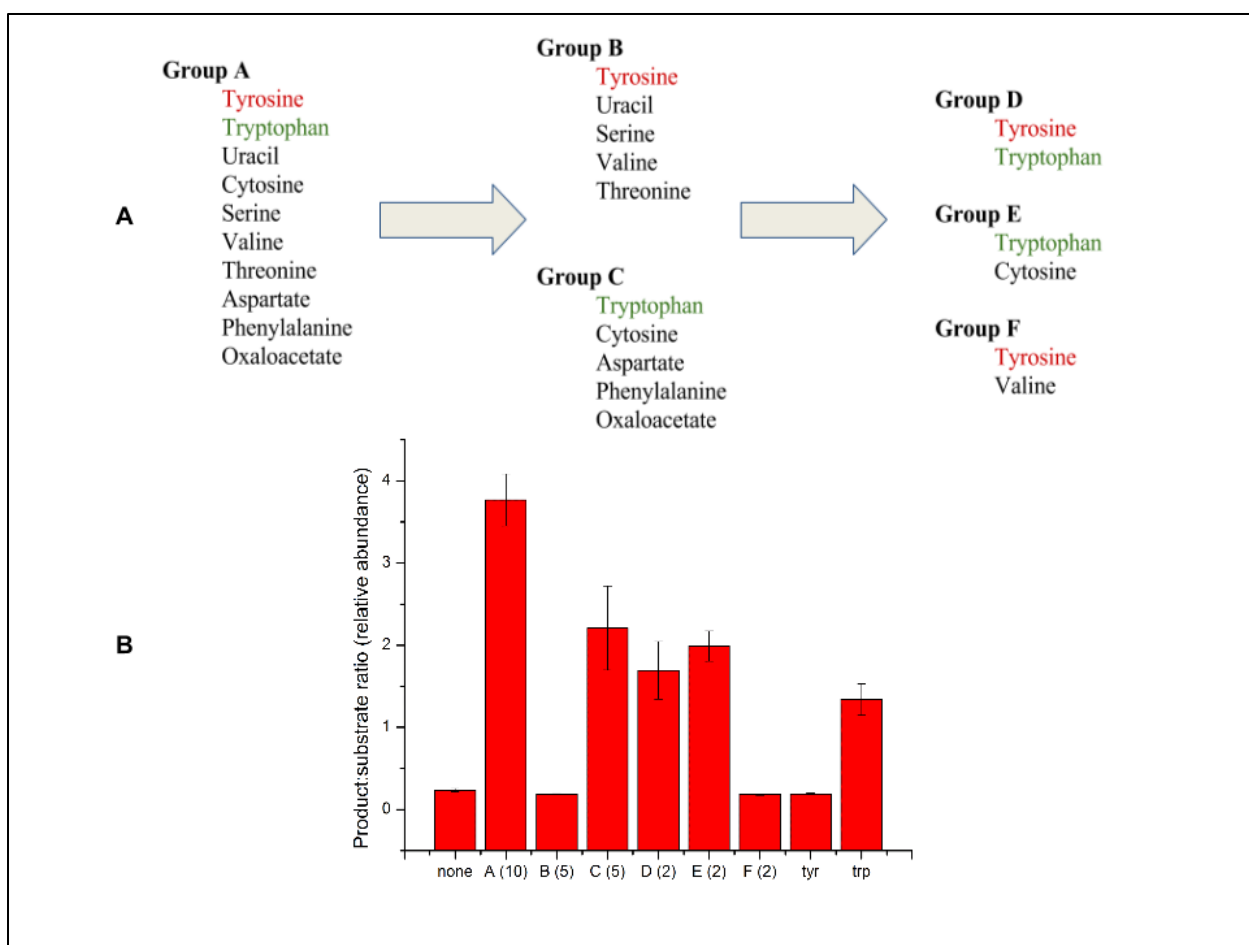 A
Group A
Tyrosine
Tryptophan
Uracil
Cytosine
Serine
Valine
Threonine
Aspartate
Phenylalanine
Oxaloacetate
Group B
Tyrosine
Uracil
Serine
Valine
Threonine
Group C
Tryptophan
Cytosine
Aspartate
Phenylalanine
Oxaloacetate
Group D
Tyrosine
Tryptophan
Group E
Tryptophan
Cytosine
Group F
Tyrosine
Valine
B
Product:substrate ratio (relative abundance)
4
3
2
1
0
none A (10) B (5) C (5) D (2) E (2) F (2) tyr trp